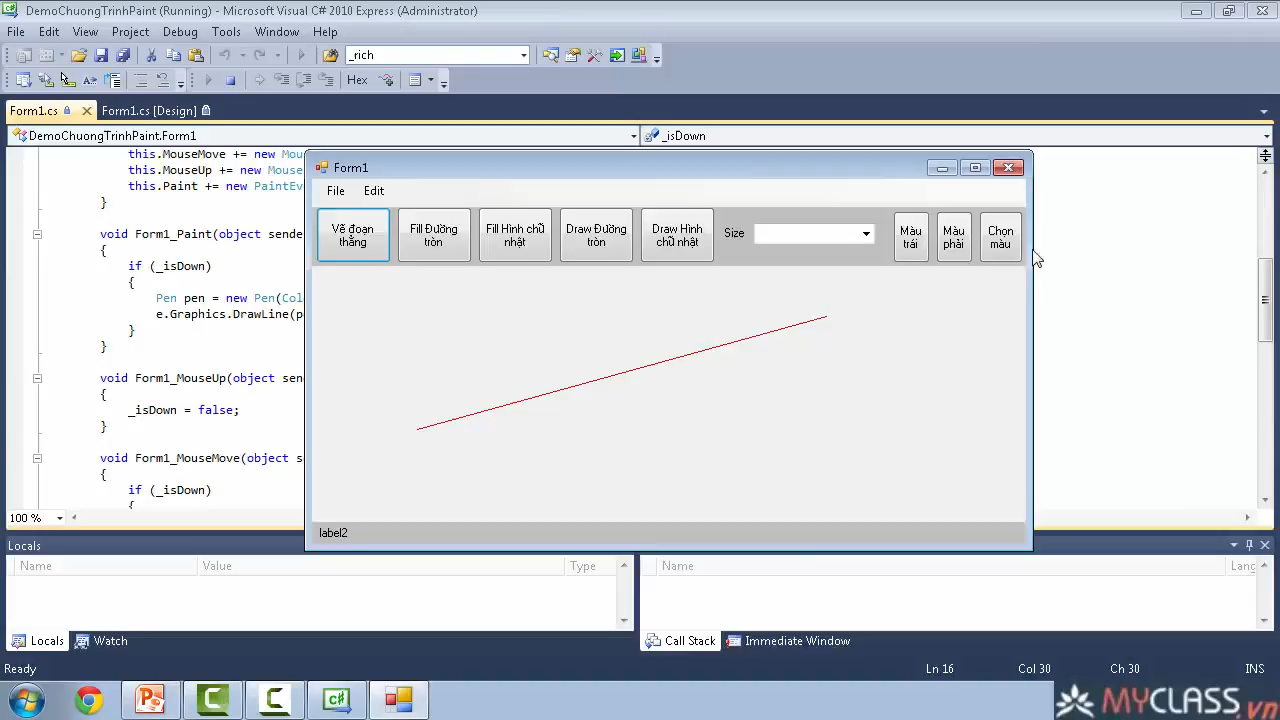 DemoChuongTrinhPaint (Running) - Microsoft Visual C# 2010 Express (Administrator)
File Edit View Project Debug Tools Window Help
_rich
Hex
Form1.cs Form1.cs [Design]
DemoChuongTrinhPaint.Form1 _isDown
this.MouseMove += new Mou
this.MouseUp += new Mouse
this.Paint += new PaintEv
}
void Form1_Paint(object sende
{
if (_isDown)
{
Pen pen = new Pen(Col
e.Graphics.DrawLine(p
}
}
void Form1_MouseUp(object sen
{
_isDown = false;
}
void Form1_MouseMove(object s
{
if (_isDown)
{
100 %
Form1
File Edit
Vẽ đoạn thẳng
Fill Đường tròn
Fill Hình chữ nhật
Draw Đường tròn
Draw Hình chữ nhật
Size
Màu trái
Màu phải
Chọn màu
label2
Locals
Name Value Type
Name Lang
Locals Watch
Call Stack Immediate Window
Ready Ln 16 Col 30 Ch 30 INS
MYCLASS.vn